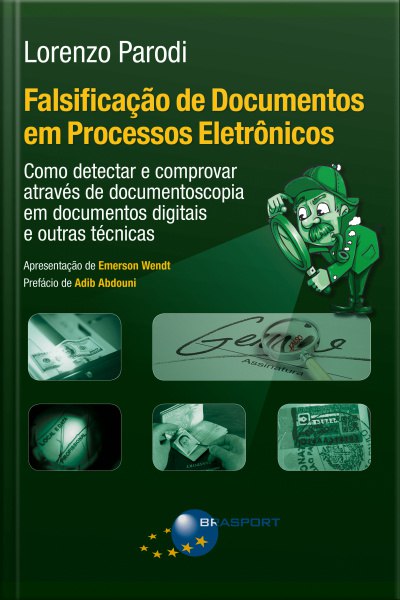 Lorenzo Parodi
Falsificação de Documentos
em Processos Eletrônicos
Como detectar e comprovar
através de documentoscopia
em documentos digitais
e outras técnicas
Apresentação de Emerson Wendt
Prefácio de Adib Abdouni
Assinatura
BRASPORT